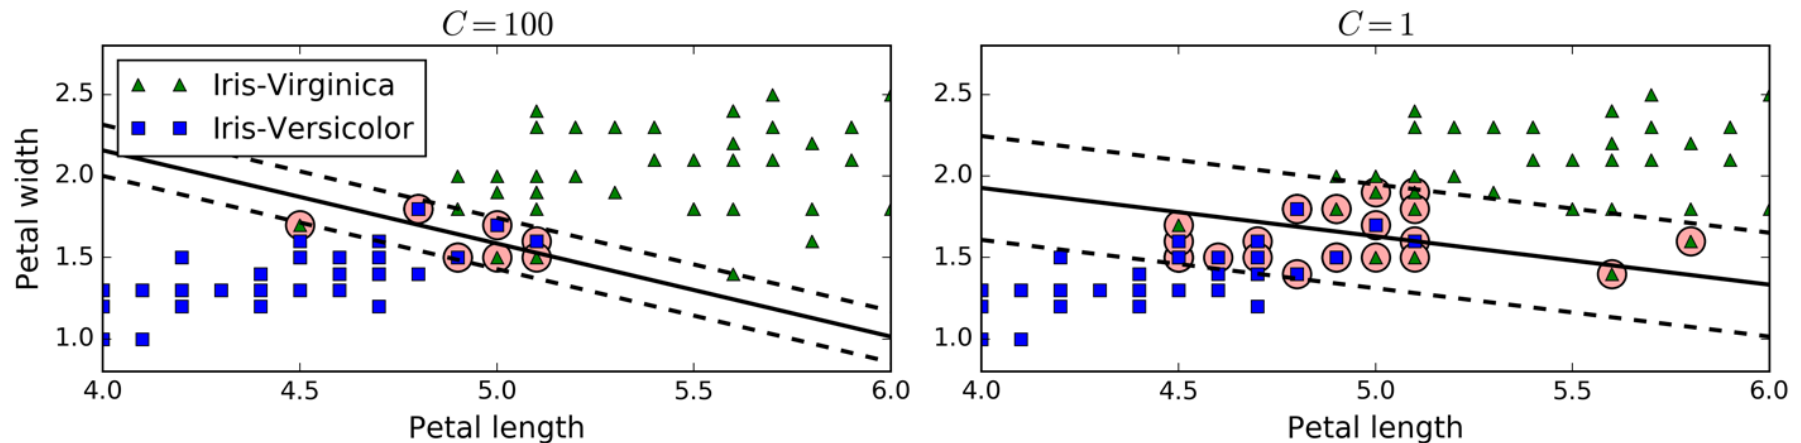 C = 100
2.5
2.0
1.5
1.0
Petal width
Iris-Virginica
Iris-Versicolor
4.0 4.5 5.0 5.5 6.0
Petal length
C = 1
2.5
2.0
1.5
1.0
4.0 4.5 5.0 5.5 6.0
Petal length